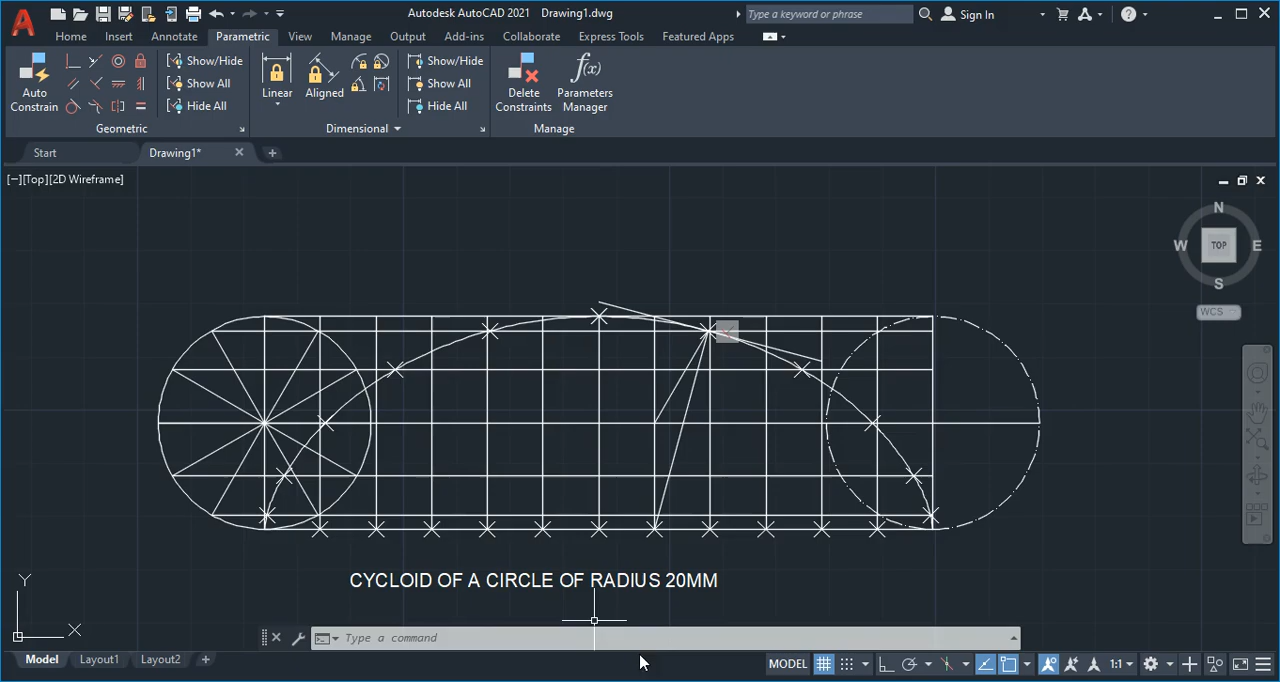 Autodesk AutoCAD 2021 Drawing1.dwg
Type a keyword or phrase
Sign In
Home Insert Annotate Parametric View Manage Output Add-ins Collaborate Express Tools Featured Apps
Auto Constrain
Show/Hide
Show All
Hide All
Geometric
Linear
Aligned
Show/Hide
Show All
Hide All
Dimensional
Delete Constraints
Parameters Manager
f(x)
Manage
Start Drawing1*
[−][Top][2D Wireframe]
N
W TOP E
S
WCS
CYCLOID OF A CIRCLE OF RADIUS 20MM
Y
X
Type a command
Model Layout1 Layout2 +
MODEL 1:1